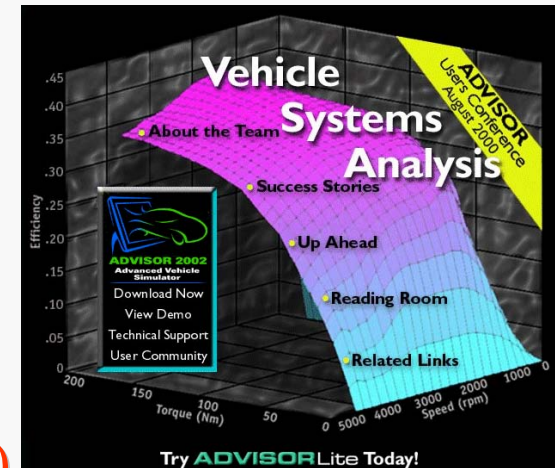 Vehicle
Systems
Analysis
ADVISOR
User's Conference
August 2000
About the Team
Success Stories
Up Ahead
Reading Room
Related Links
ADVISOR 2002
Advanced Vehicle
Simulator
Download Now
View Demo
Technical Support
User Community
Efficiency
.45
.40
.35
.30
.25
.20
.15
.10
.05
0
200
150
100
50
0
Torque (Nm)
5000
4000
3000
2000
1000
0
Speed (rpm)
Try ADVISORLite Today!
)